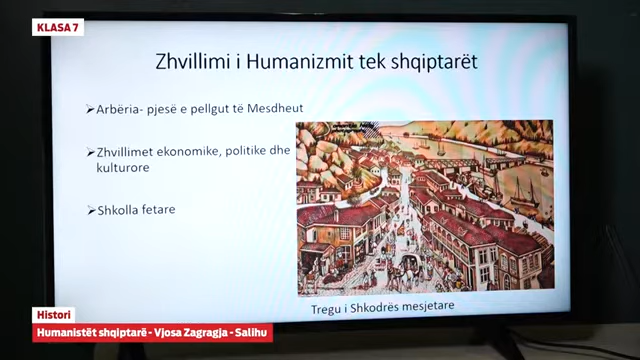 KLASA 7
Zhvillimi i Humanizmit tek shqiptarët
➢Arbëria- pjesë e pellgut të Mesdheut
➢Zhvillimet ekonomike, politike dhe
kulturore
➢Shkolla fetare
Tregu i Shkodrës mesjetare
Histori
Humanistët shqiptarë - Vjosa Zagragja - Salihu